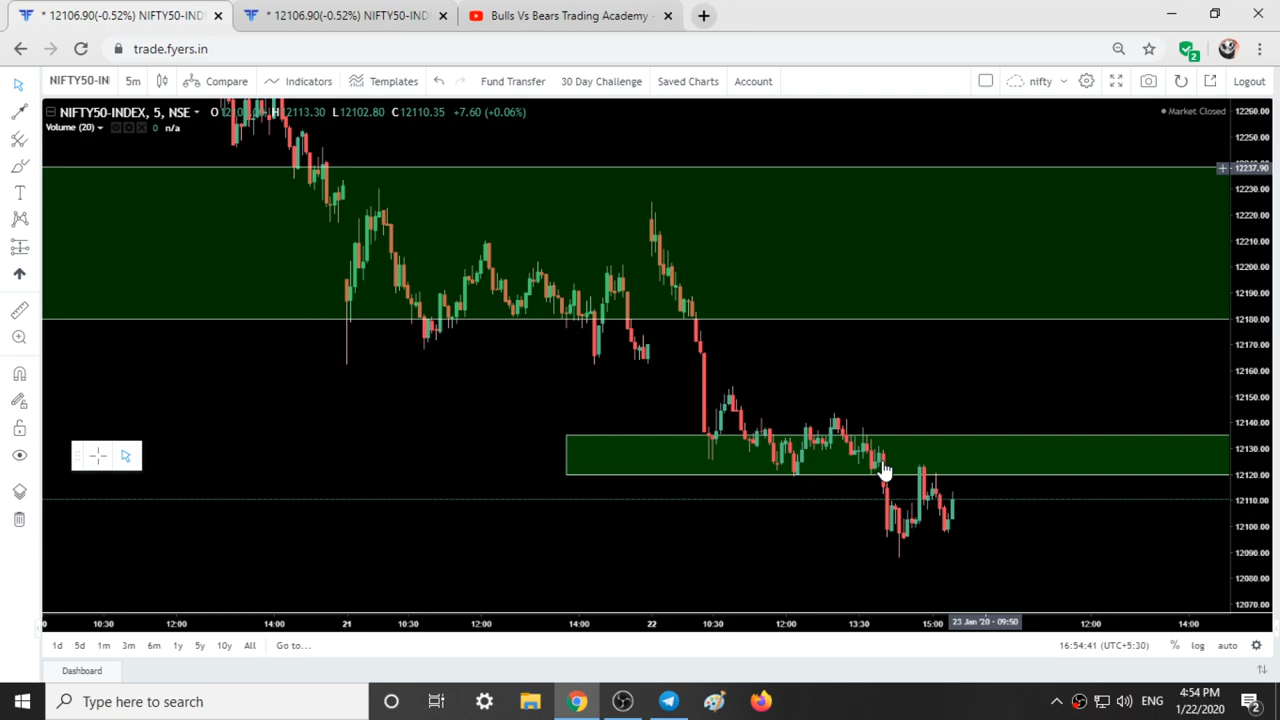 * 12106.90(-0.52%) NIFTY50-INDE
* 12106.90(-0.52%) NIFTY50-INDE
Bulls Vs Bears Trading Academy -
trade.fyers.in
2
NIFTY50-IN
5m
Compare
Indicators
Templates
Fund Transfer
30 Day Challenge
Saved Charts
Account
nifty
Logout
NIFTY50-INDEX, 5, NSE
H12113.30 L12102.80 C12110.35 +7.60 (+0.06%)
Market Closed
Volume (20)
0 n/a
12260.00
12250.00
12237.90
12230.00
12220.00
12210.00
12200.00
12190.00
12180.00
12170.00
12160.00
12150.00
12140.00
12130.00
12120.00
12110.00
12100.00
12090.00
12080.00
12070.00
10:30 12:00 14:00 21 10:30 12:00 14:00 22 10:30 12:00 13:30 15:00 23 Jan '20 - 09:50 12:00 14:00
1d 5d 1m 3m 6m 1y 5y 10y All Go to...
16:54:41 (UTC+5:30) % log auto
Dashboard
Type here to search
ENG
4:54 PM
1/22/2020
2